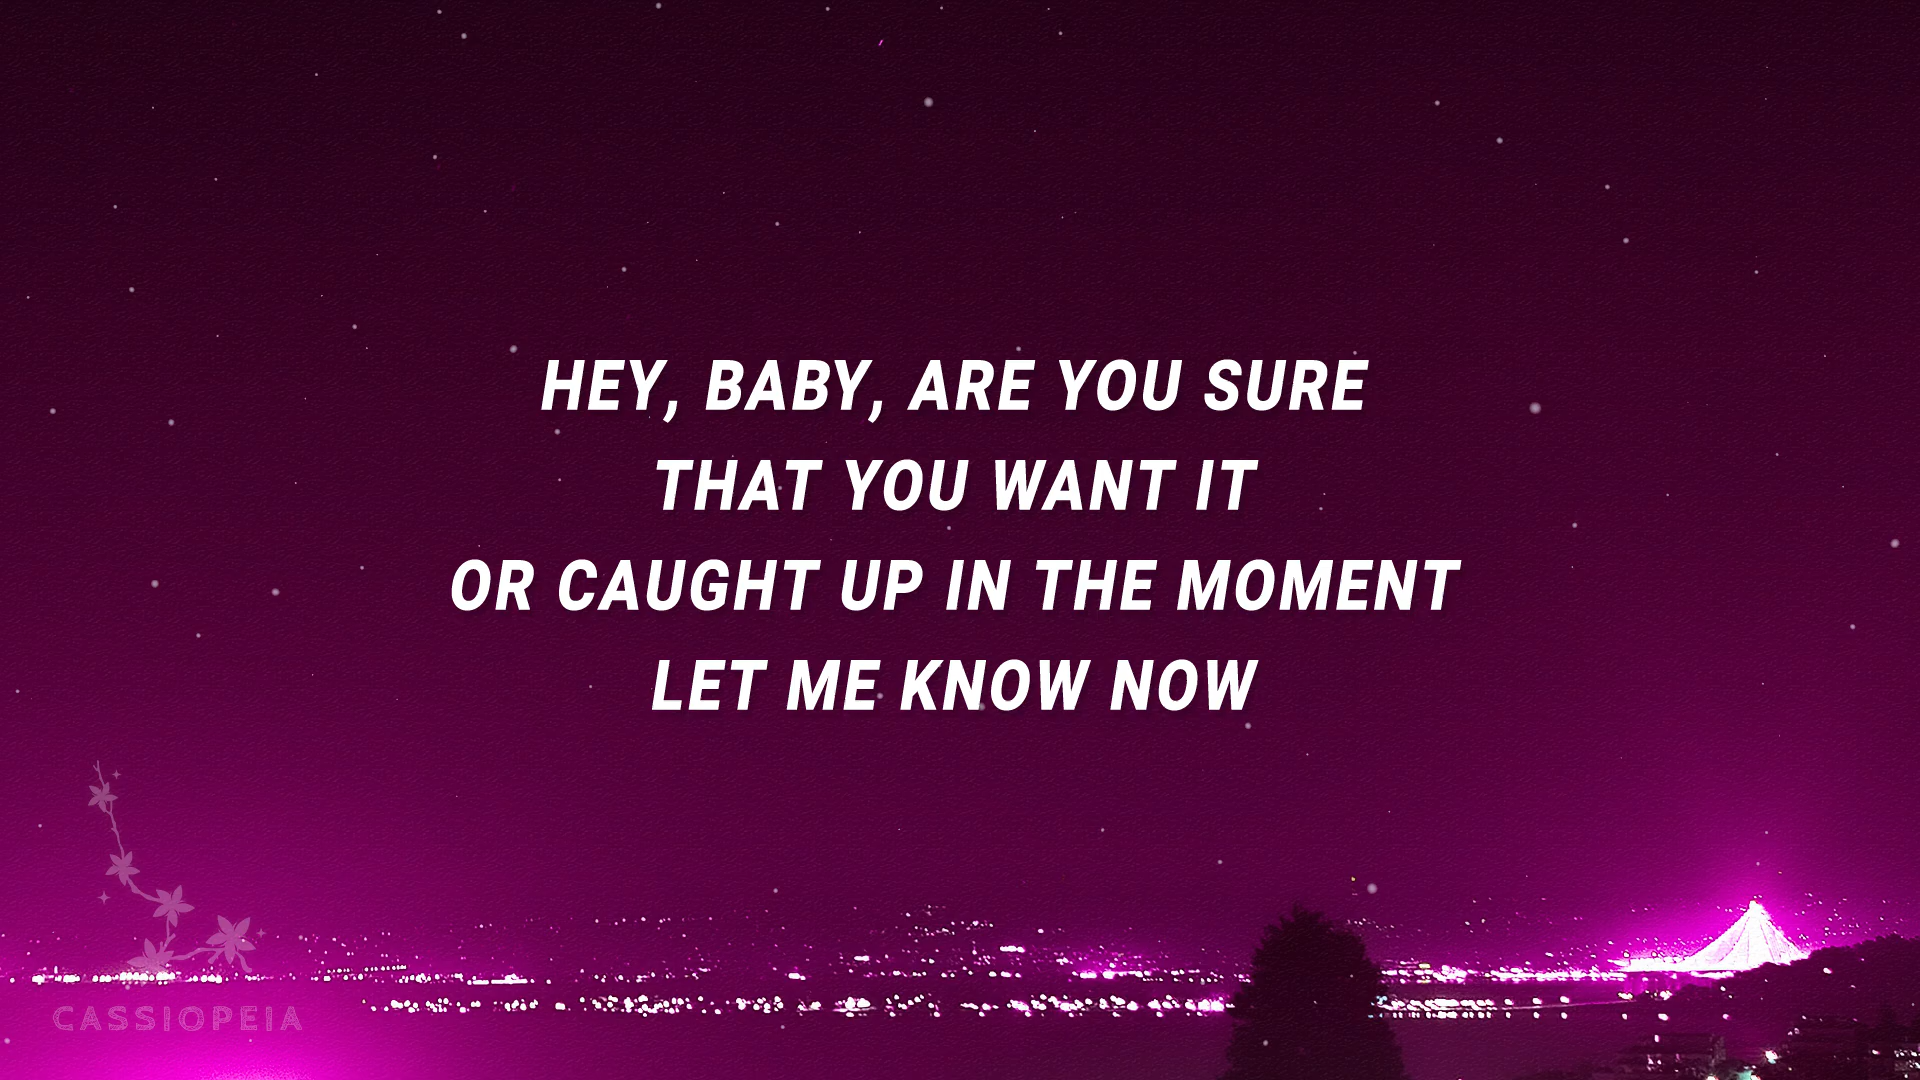 HEY, BABY, ARE YOU SURE
THAT YOU WANT IT
OR CAUGHT UP IN THE MOMENT
LET ME KNOW NOW
CASSIOPEIA